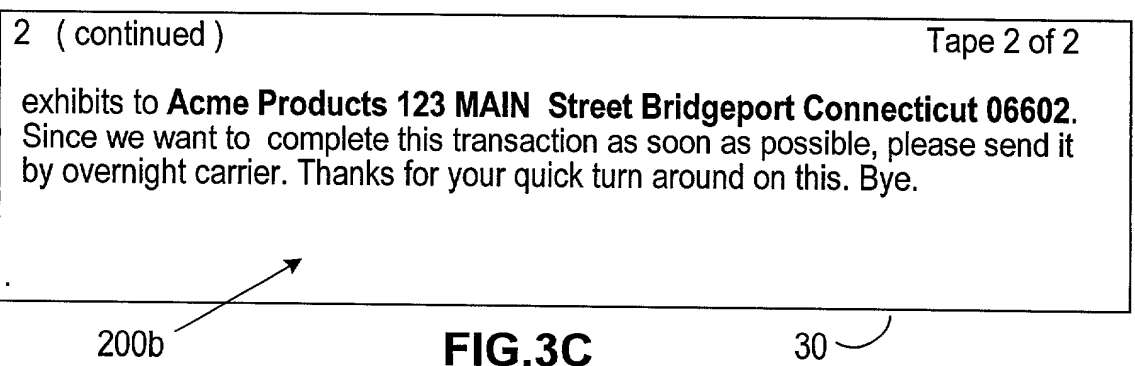 2 ( continued ) Tape 2 of 2
exhibits to Acme Products 123 MAIN Street Bridgeport Connecticut 06602.
Since we want to complete this transaction as soon as possible, please send it
by overnight carrier. Thanks for your quick turn around on this. Bye.
200b FIG.3C 30